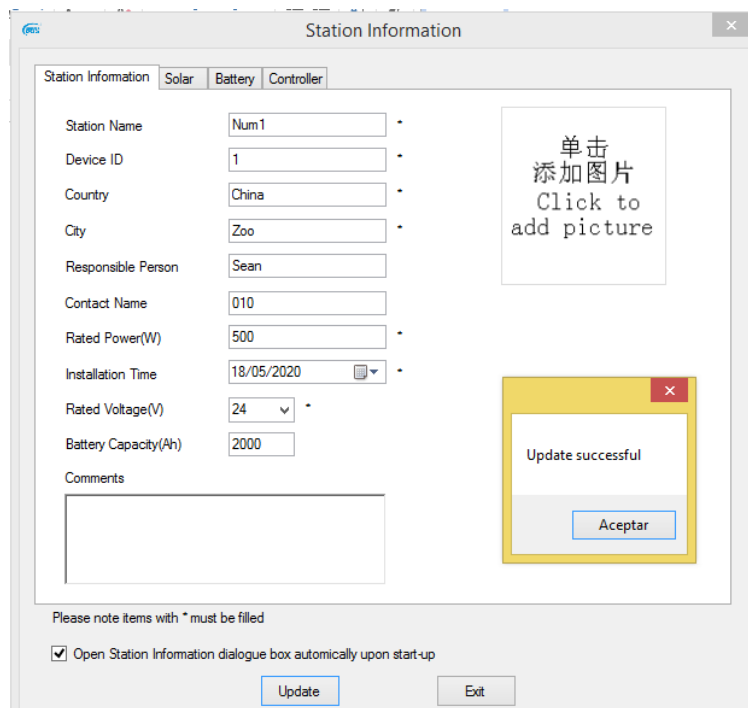 Station Information
Station Information Solar Battery Controller
Station Name Num1 *
Device ID 1 *
Country China *
City Zoo *
Responsible Person Sean
Contact Name 010
Rated Power(W) 500 *
Installation Time 18/05/2020 *
Rated Voltage(V) 24 *
Battery Capacity(Ah) 2000
Comments
单击
添加图片
Click to
add picture
Update successful
Aceptar
Please note items with * must be filled
Open Station Information dialogue box automically upon start-up
Update Exit